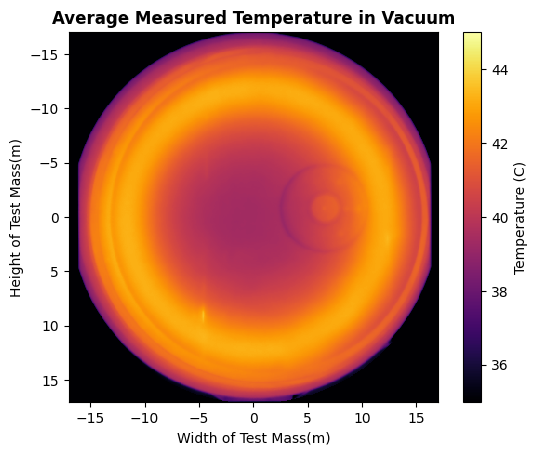 Average Measured Temperature in Vacuum
−15
−10
−5
0
5
10
15
Height of Test Mass(m)
−15 −10 −5 0 5 10 15
Width of Test Mass(m)
44
42
40
38
36
Temperature (C)